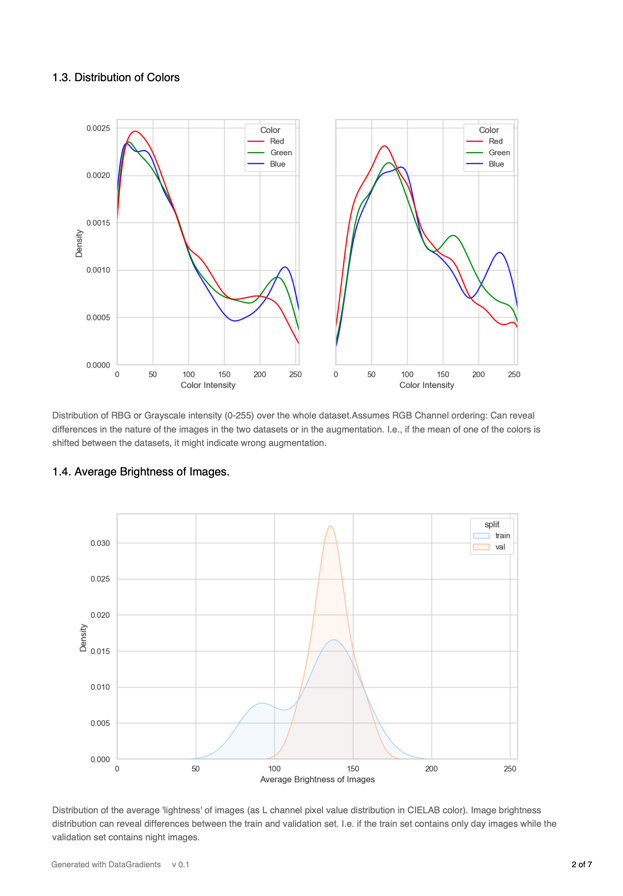 1.3. Distribution of Colors
0.0025
0.0020
0.0015
0.0010
0.0005
0.0000
Density
0 50 100 150 200 250
Color Intensity
Color
Red
Green
Blue
0 50 100 150 200 250
Color Intensity
Color
Red
Green
Blue
Distribution of RBG or Grayscale intensity (0-255) over the whole dataset.Assumes RGB Channel ordering: Can reveal
differences in the nature of the images in the two datasets or in the augmentation. I.e., if the mean of one of the colors is
shifted between the datasets, it might indicate wrong augmentation.
1.4. Average Brightness of Images.
0.030
0.025
0.020
0.015
0.010
0.005
0.000
Density
0 50 100 150 200 250
Average Brightness of Images
split
train
val
Distribution of the average 'lightness' of images (as L channel pixel value distribution in CIELAB color). Image brightness
distribution can reveal differences between the train and validation set. I.e. if the train set contains only day images while the
validation set contains night images.
Generated with DataGradients v 0.1
2 of 7